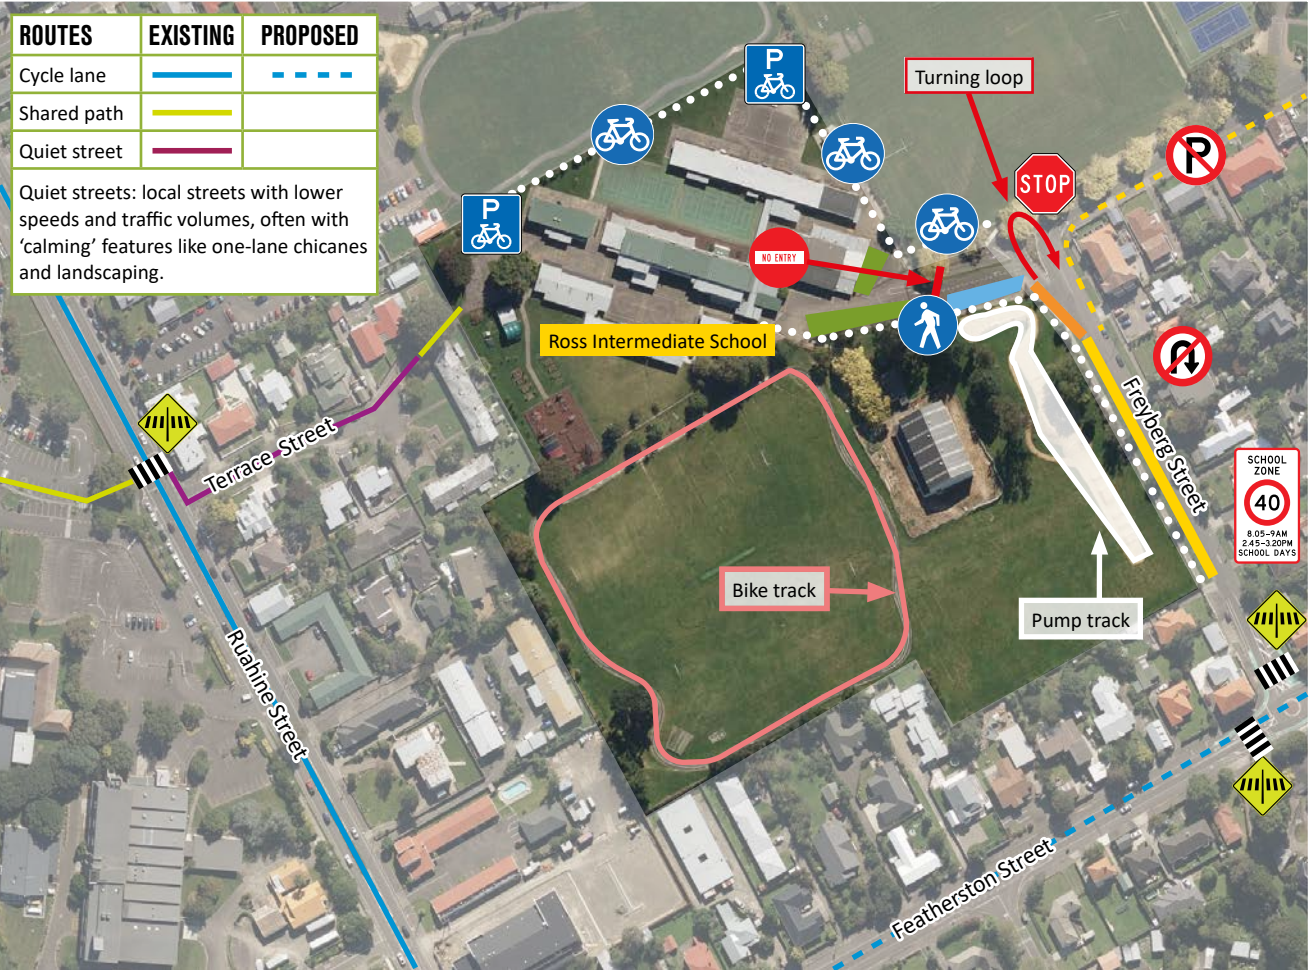 ROUTES EXISTING PROPOSED
Cycle lane
Shared path
Quiet street
Quiet streets: local streets with lower
speeds and traffic volumes, often with
‘calming’ features like one-lane chicanes
and landscaping.
P
P
Turning loop
P
STOP
NO ENTRY
Ross Intermediate School
Freyberg Street
Terrace Street
SCHOOL
ZONE
40
8.05–9AM
2.45–3.20PM
SCHOOL DAYS
Bike track
Pump track
Ruahine Street
Featherston Street